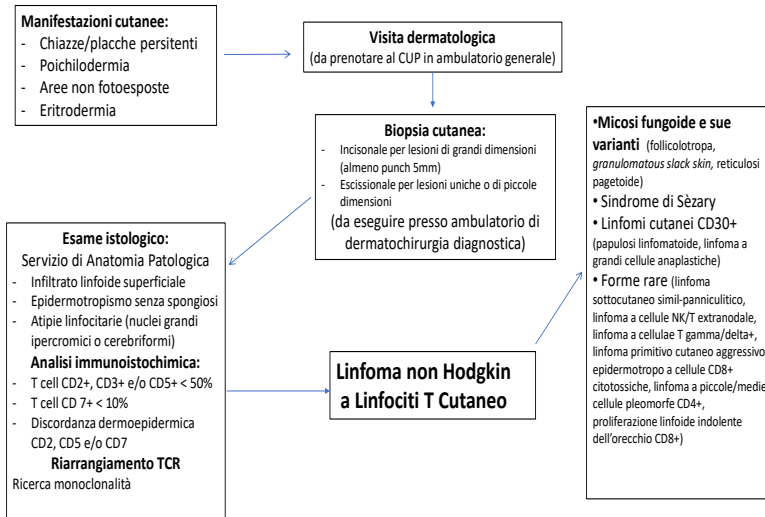 Manifestazioni cutanee:
- Chiazze/placche persitenti
- Poichilodermia
- Aree non fotoesposte
- Eritrodermia
Visita dermatologica
(da prenotare al CUP in ambulatorio generale)
Biopsia cutanea:
- Incisonale per lesioni di grandi dimensioni
(almeno punch 5mm)
- Escissionale per lesioni uniche o di piccole
dimensioni
(da eseguire presso ambulatorio di
dermatochirurgia diagnostica)
Esame istologico:
Servizio di Anatomia Patologica
- Infiltrato linfoide superficiale
- Epidermotropismo senza spongiosi
- Atipie linfocitarie (nuclei grandi
ipercromici o cerebriformi)
Analisi immunoistochimica:
- T cell CD2+, CD3+ e/o CD5+ < 50%
- T cell CD 7+ < 10%
- Discordanza dermoepidermica
CD2, CD5 e/o CD7
Riarrangiamento TCR
Ricerca monoclonalità
Linfoma non Hodgkin
a Linfociti T Cutaneo
•Micosi fungoide e sue
varianti (follicolotropa,
granulomatous slack skin, reticulosi
pagetoide)
• Sindrome di Sèzary
• Linfomi cutanei CD30+
(papulosi linfomatoide, linfoma a
grandi cellule anaplastiche)
• Forme rare (linfoma
sottocutaneo simil-panniculitico,
linfoma a cellule NK/T extranodale,
linfoma a cellulae T gamma/delta+,
linfoma primitivo cutaneo aggressivo
epidermotropo a cellule CD8+
citotossiche, linfoma a piccole/medie
cellule pleomorfe CD4+,
proliferazione linfoide indolente
dell'orecchio CD8+)